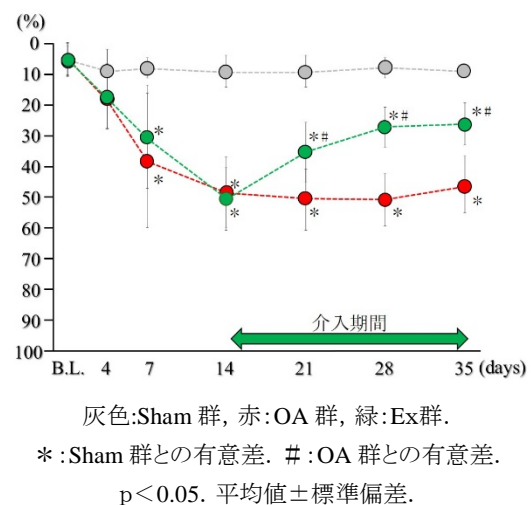 (%)
0
10
20
30
40
50
60
70
80
90
100
* * *# *# *#
* * * * *
介入期間
B.L. 4 7 14 21 28 35 (days)
灰色:Sham 群, 赤:OA 群, 緑:Ex群.
*:Sham 群との有意差. #:OA 群との有意差.
p<0.05. 平均値±標準偏差.